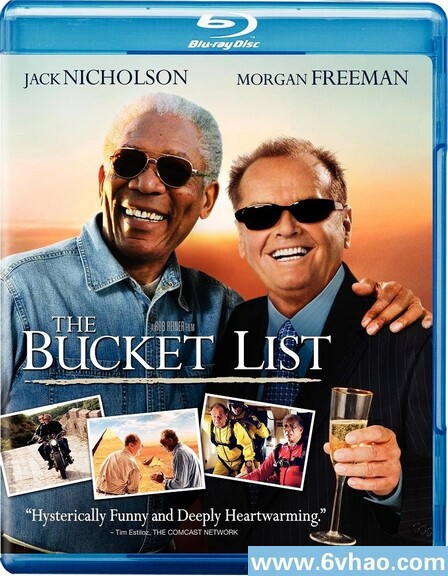 Blu-ray Disc
JACK NICHOLSON MORGAN FREEMAN
THE
A ROB REINER FILM
BUCKET LIST
"Hysterically Funny and Deeply Heartwarming."
– Tim Estiloz, THE COMCAST NETWORK
www.6vhao.com